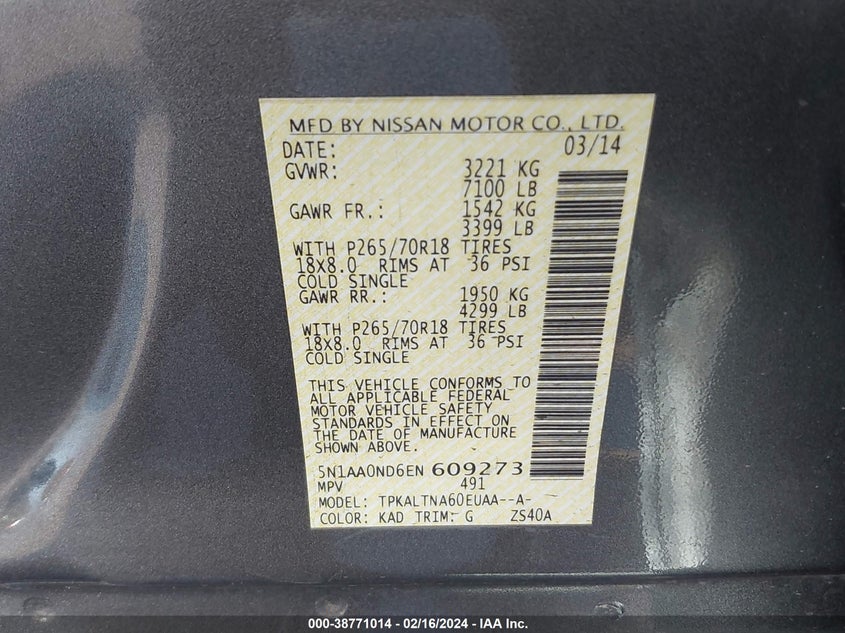 MFD BY NISSAN MOTOR CO., LTD.
DATE: 03/14
GVWR: 3221 KG
7100 LB
GAWR FR.: 1542 KG
3399 LB
WITH P265/70R18 TIRES
18X8.0 RIMS AT 36 PSI
COLD SINGLE
GAWR RR.: 1950 KG
4299 LB
WITH P265/70R18 TIRES
18X8.0 RIMS AT 36 PSI
COLD SINGLE
THIS VEHICLE CONFORMS TO
ALL APPLICABLE FEDERAL
MOTOR VEHICLE SAFETY
STANDARDS IN EFFECT ON
THE DATE OF MANUFACTURE
SHOWN ABOVE.
5N1AA0ND6EN 609273
MPV 491
MODEL: TPKALTNA60EUAA--A-
COLOR: KAD TRIM: G ZS40A
000-38771014 - 02/16/2024 - IAA Inc.